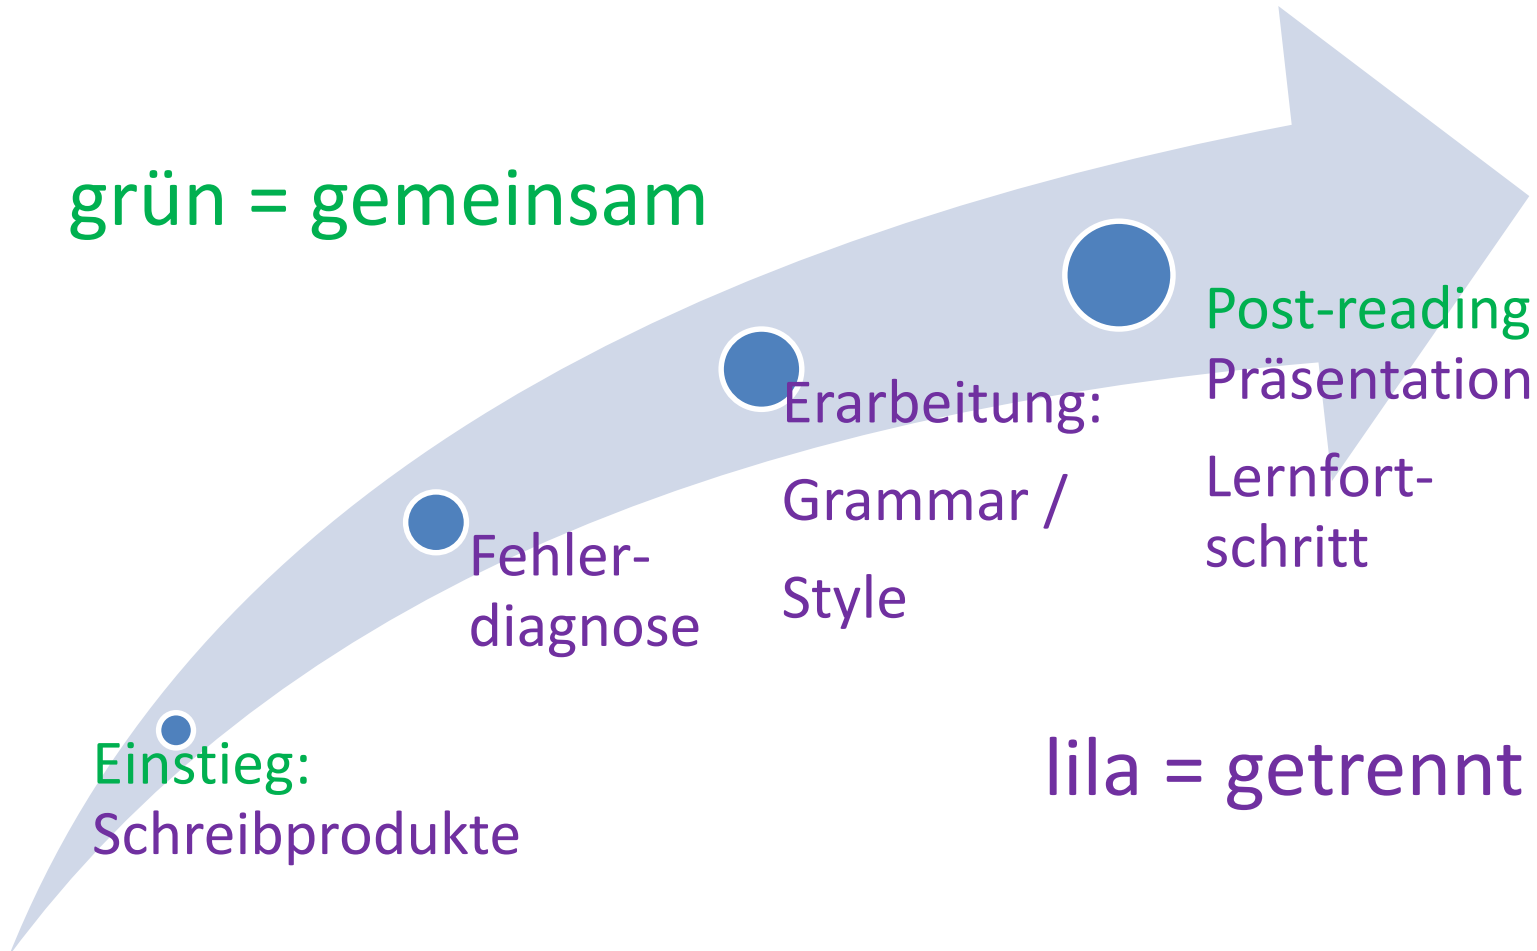 grün = gemeinsam
Einstieg:
Schreibprodukte
Fehler-
diagnose
Erarbeitung:
Grammar /
Style
Post-reading
Präsentation
Lernfort-
schritt
lila = getrennt